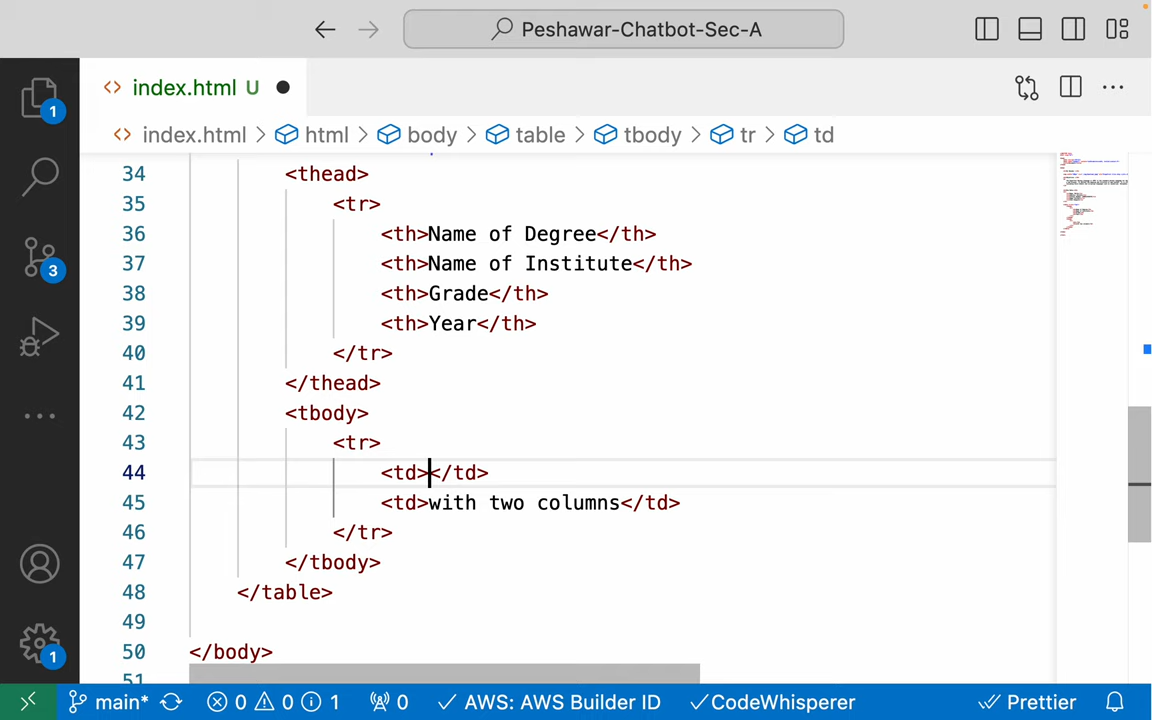 Peshawar-Chatbot-Sec-A
1
3
1
index.html U
index.html > html > body > table > tbody > tr > td
34 <thead>
35 <tr>
36 <th>Name of Degree</th>
37 <th>Name of Institute</th>
38 <th>Grade</th>
39 <th>Year</th>
40 </tr>
41 </thead>
42 <tbody>
43 <tr>
44 <td></td>
45 <td>with two columns</td>
46 </tr>
47 </tbody>
48 </table>
49
50 </body>
51
main* 0 0 1 0 AWS: AWS Builder ID CodeWhisperer Prettier